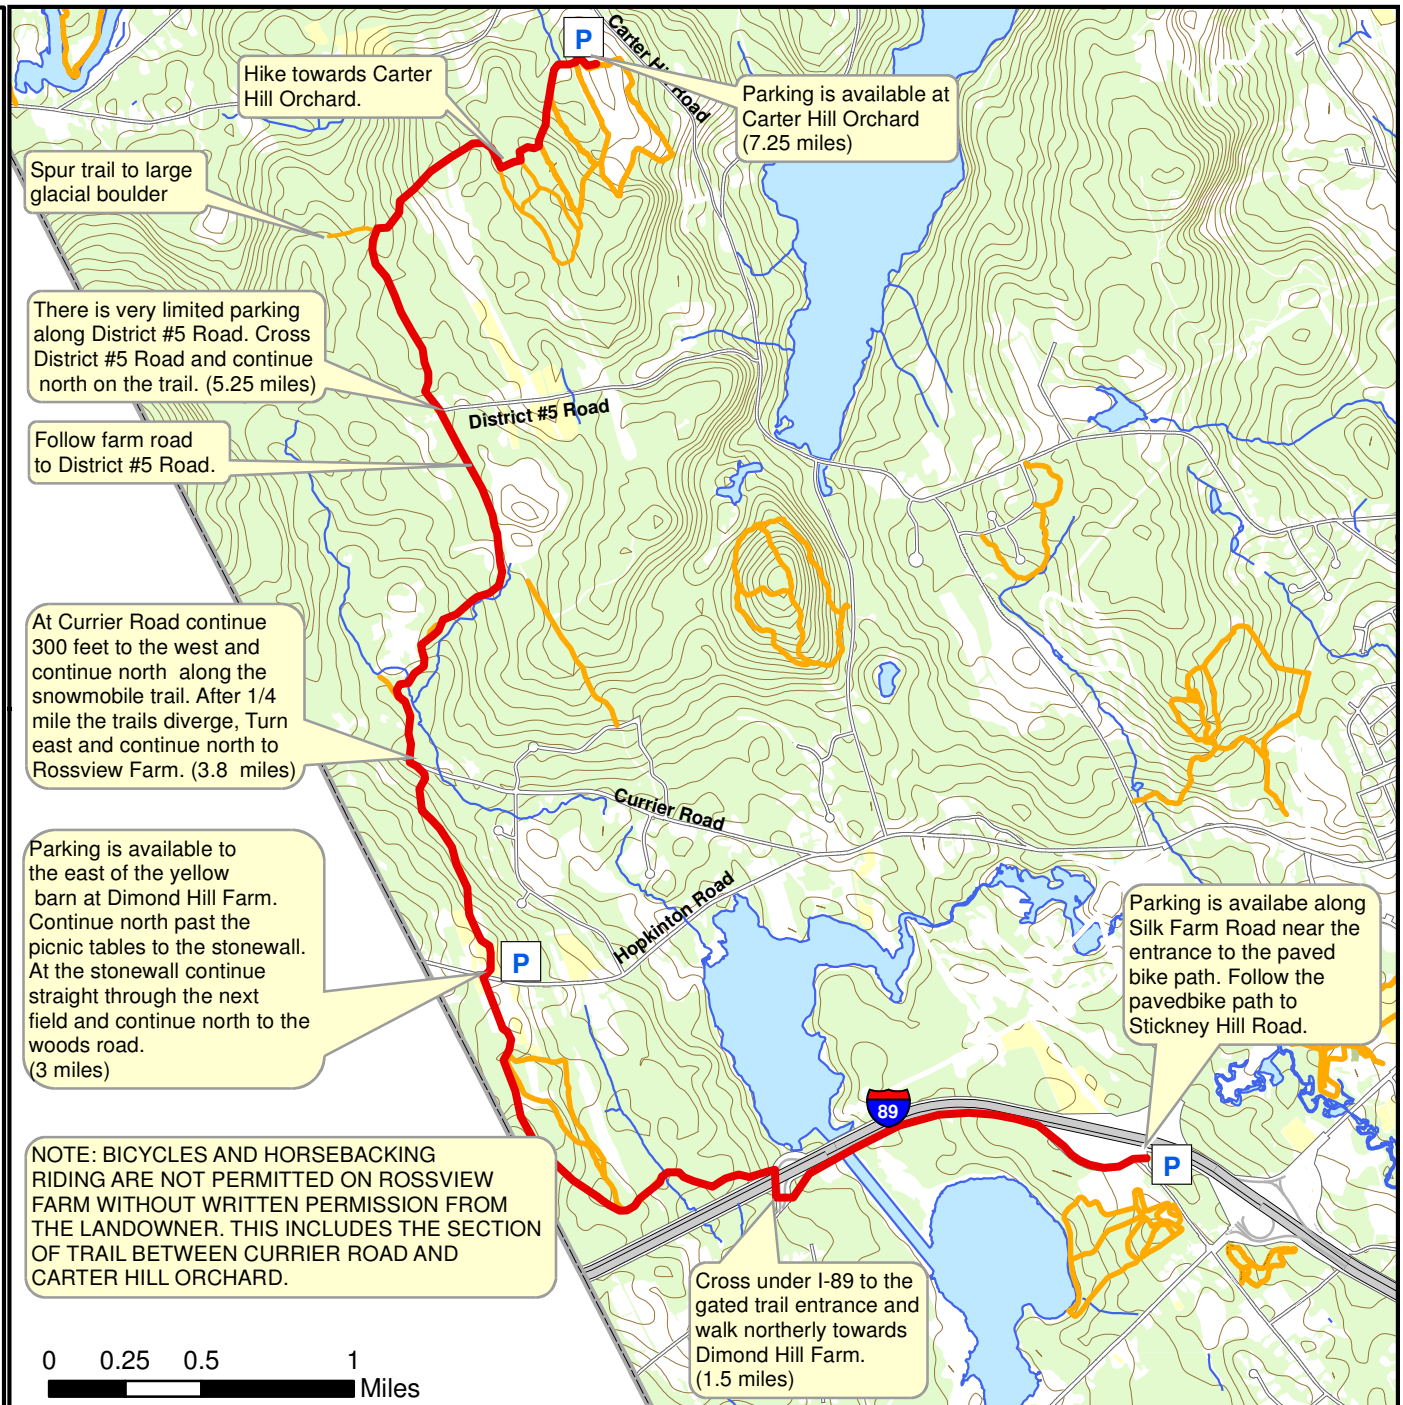 P
Carter Hill Road
Hike towards Carter
Hill Orchard.
Parking is available at
Carter Hill Orchard
(7.25 miles)
Spur trail to large
glacial boulder
There is very limited parking
along District #5 Road. Cross
District #5 Road and continue
north on the trail. (5.25 miles)
District #5 Road
Follow farm road
to District #5 Road.
At Currier Road continue
300 feet to the west and
continue north along the
snowmobile trail. After 1/4
mile the trails diverge, Turn
east and continue north to
Rossview Farm. (3.8 miles)
Currier Road
Parking is available to
the east of the yellow
barn at Dimond Hill Farm.
Continue north past the
picnic tables to the stonewall.
At the stonewall continue
straight through the next
field and continue north to the
woods road.
(3 miles)
P
Hopkinton Road
Parking is availabe along
Silk Farm Road near the
entrance to the paved
bike path. Follow the
pavedbike path to
Stickney Hill Road.
89
P
NOTE: BICYCLES AND HORSEBACKING
RIDING ARE NOT PERMITTED ON ROSSVIEW
FARM WITHOUT WRITTEN PERMISSION FROM
THE LANDOWNER. THIS INCLUDES THE SECTION
OF TRAIL BETWEEN CURRIER ROAD AND
CARTER HILL ORCHARD.
Cross under I-89 to the
gated trail entrance and
walk northerly towards
Dimond Hill Farm.
(1.5 miles)
0 0.25 0.5 1
Miles